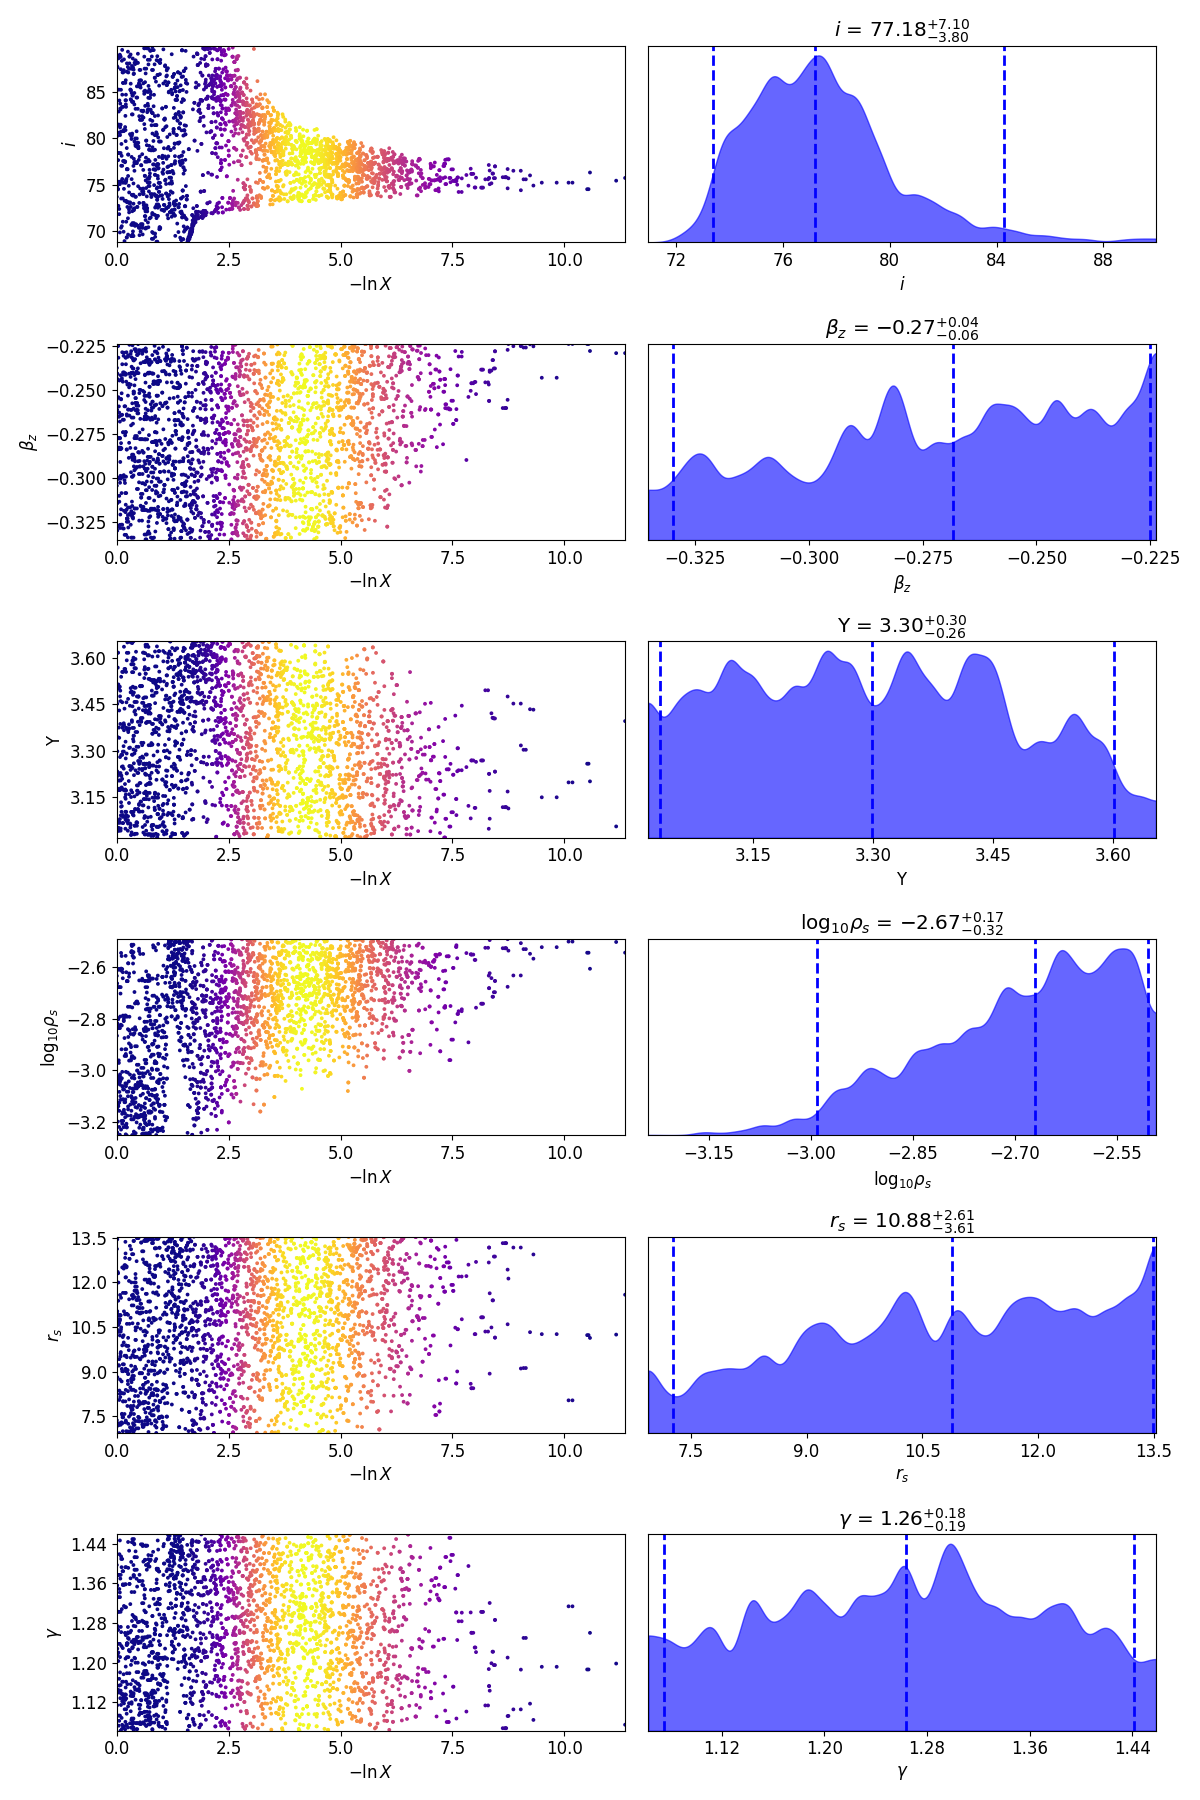 i = 77.18 +7.10 −3.80
85
80
75
70
i
0.0 2.5 5.0 7.5 10.0
−ln X
72 76 80 84 88
i
β_z = −0.27 +0.04 −0.06
−0.225
−0.250
−0.275
−0.300
−0.325
β_z
0.0 2.5 5.0 7.5 10.0
−ln X
−0.325 −0.300 −0.275 −0.250 −0.225
β_z
Y = 3.30 +0.30 −0.26
3.60
3.45
3.30
3.15
Y
0.0 2.5 5.0 7.5 10.0
−ln X
3.15 3.30 3.45 3.60
Y
log₁₀ρ_s = −2.67 +0.17 −0.32
−2.6
−2.8
−3.0
−3.2
log₁₀ρ_s
0.0 2.5 5.0 7.5 10.0
−ln X
−3.15 −3.00 −2.85 −2.70 −2.55
log₁₀ρ_s
r_s = 10.88 +2.61 −3.61
13.5
12.0
10.5
9.0
7.5
r_s
0.0 2.5 5.0 7.5 10.0
−ln X
7.5 9.0 10.5 12.0 13.5
r_s
γ = 1.26 +0.18 −0.19
1.44
1.36
1.28
1.20
1.12
γ
0.0 2.5 5.0 7.5 10.0
−ln X
1.12 1.20 1.28 1.36 1.44
γ